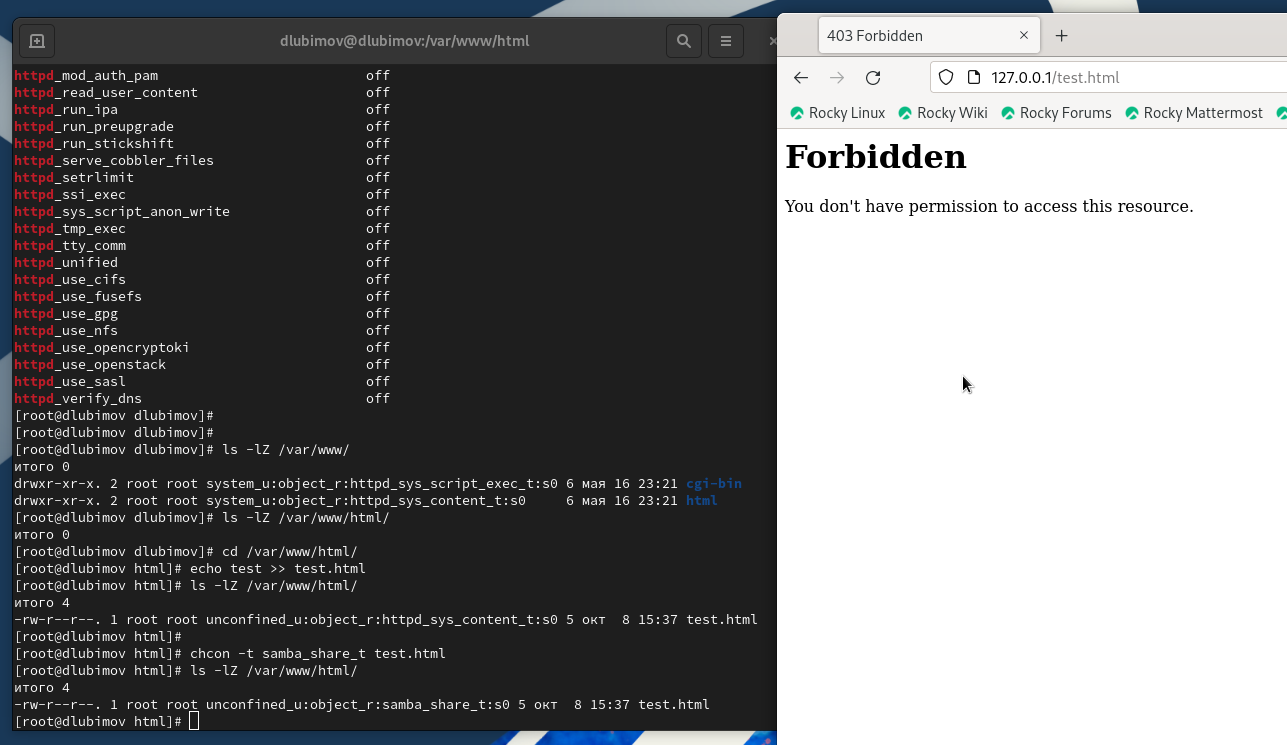 dlubimov@dlubimov:/var/www/html
httpd_mod_auth_pam off
httpd_read_user_content off
httpd_run_ipa off
httpd_run_preupgrade off
httpd_run_stickshift off
httpd_serve_cobbler_files off
httpd_setrlimit off
httpd_ssi_exec off
httpd_sys_script_anon_write off
httpd_tmp_exec off
httpd_tty_comm off
httpd_unified off
httpd_use_cifs off
httpd_use_fusefs off
httpd_use_gpg off
httpd_use_nfs off
httpd_use_opencryptoki off
httpd_use_openstack off
httpd_use_sasl off
httpd_verify_dns off
[root@dlubimov dlubimov]#
[root@dlubimov dlubimov]#
[root@dlubimov dlubimov]# ls -lZ /var/www/
итого 0
drwxr-xr-x. 2 root root system_u:object_r:httpd_sys_script_exec_t:s0 6 мая 16 23:21 cgi-bin
drwxr-xr-x. 2 root root system_u:object_r:httpd_sys_content_t:s0 6 мая 16 23:21 html
[root@dlubimov dlubimov]# ls -lZ /var/www/html/
итого 0
[root@dlubimov dlubimov]# cd /var/www/html/
[root@dlubimov html]# echo test >> test.html
[root@dlubimov html]# ls -lZ /var/www/html/
итого 4
-rw-r--r--. 1 root root unconfined_u:object_r:httpd_sys_content_t:s0 5 окт 8 15:37 test.html
[root@dlubimov html]#
[root@dlubimov html]# chcon -t samba_share_t test.html
[root@dlubimov html]# ls -lZ /var/www/html/
итого 4
-rw-r--r--. 1 root root unconfined_u:object_r:samba_share_t:s0 5 окт 8 15:37 test.html
[root@dlubimov html]#
403 Forbidden
127.0.0.1/test.html
Rocky Linux Rocky Wiki Rocky Forums Rocky Mattermost
Forbidden
You don't have permission to access this resource.